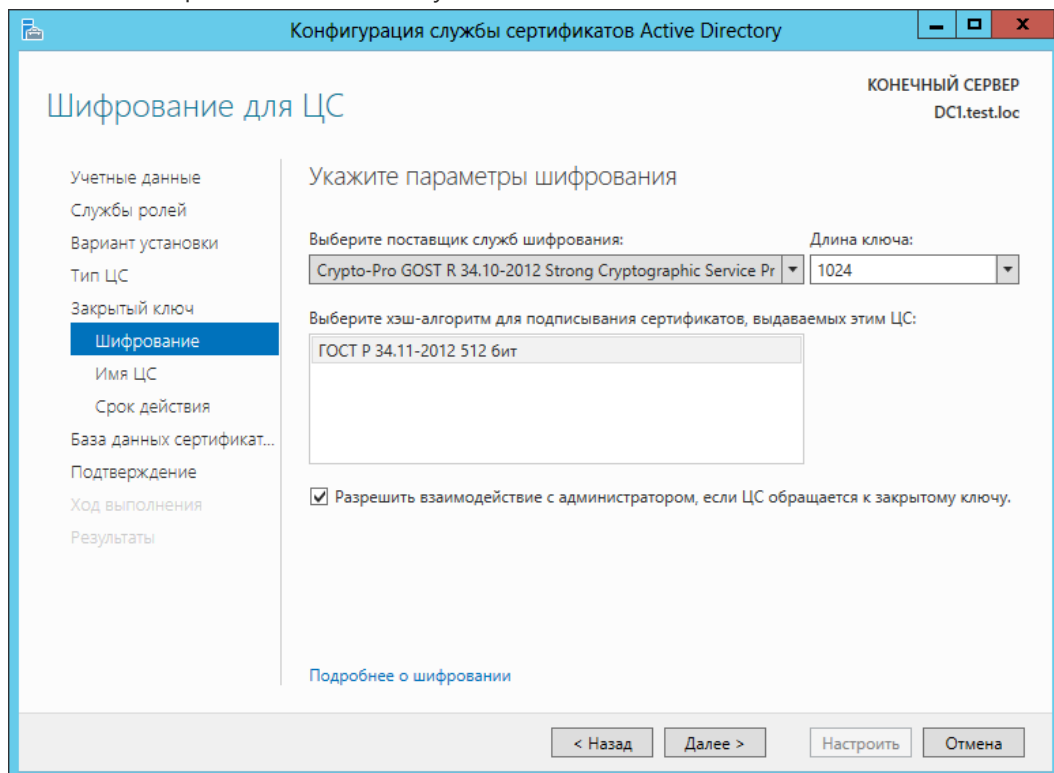 Конфигурация службы сертификатов Active Directory
Шифрование для ЦС
КОНЕЧНЫЙ СЕРВЕР
DC1.test.loc
Учетные данные
Службы ролей
Вариант установки
Тип ЦС
Закрытый ключ
Шифрование
Имя ЦС
Срок действия
База данных сертификат...
Подтверждение
Ход выполнения
Результаты
Укажите параметры шифрования
Выберите поставщик служб шифрования:
Длина ключа:
Crypto-Pro GOST R 34.10-2012 Strong Cryptographic Service Pr
1024
Выберите хэш-алгоритм для подписывания сертификатов, выдаваемых этим ЦС:
ГОСТ Р 34.11-2012 512 бит
Разрешить взаимодействие с администратором, если ЦС обращается к закрытому ключу.
Подробнее о шифровании
< Назад
Далее >
Настроить
Отмена